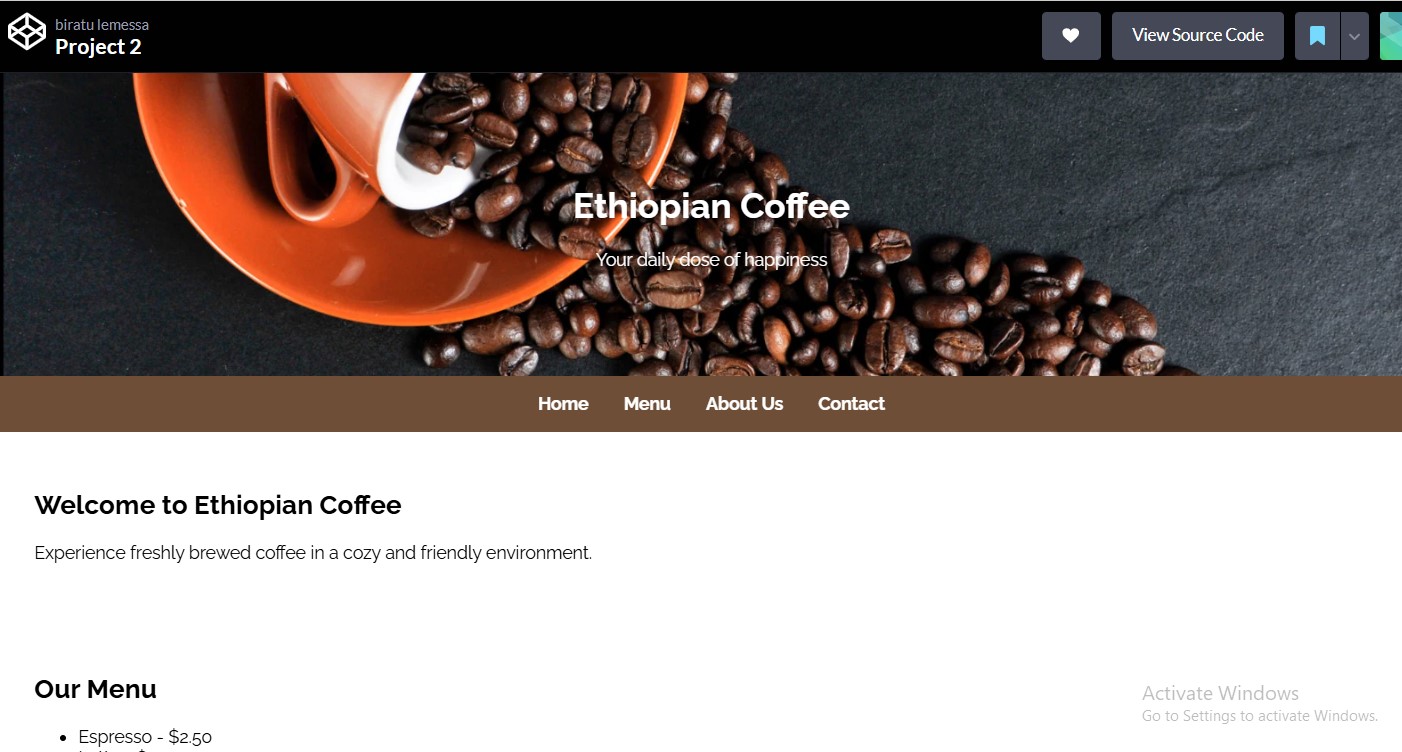 biratu lemessa
Project 2
View Source Code
Ethiopian Coffee
Your daily dose of happiness
Home Menu About Us Contact
Welcome to Ethiopian Coffee
Experience freshly brewed coffee in a cozy and friendly environment.
Our Menu
Activate Windows
Go to Settings to activate Windows.
Espresso - $2.50